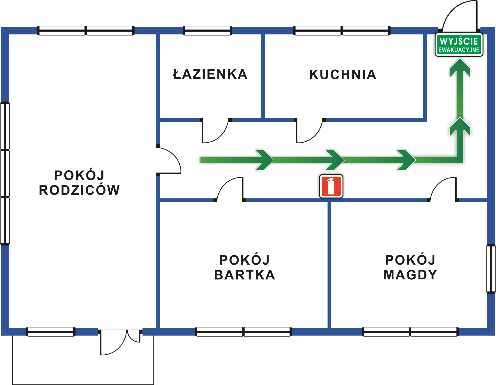 WYJŚCIE
EWAKUACYJNE
ŁAZIENKA
KUCHNIA
POKÓJ
RODZICÓW
POKÓJ
BARTKA
POKÓJ
MAGDY